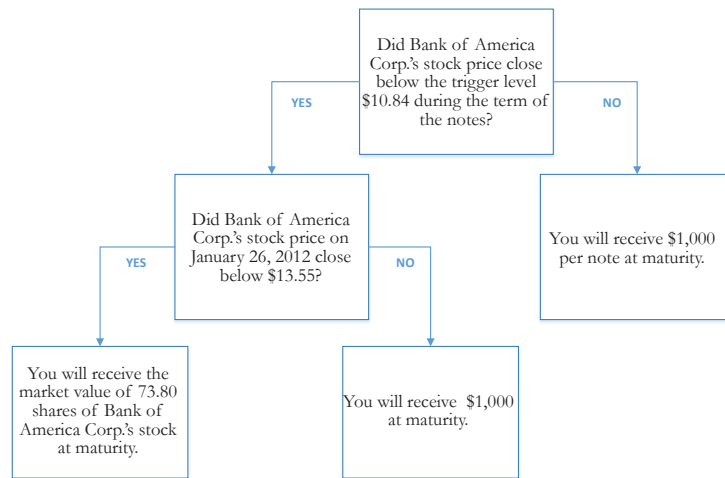 Did Bank of America
Corp.'s stock price close
below the trigger level
$10.84 during the term of
the notes?
YES
NO
Did Bank of America
Corp.'s stock price on
January 26, 2012 close
below $13.55?
You will receive $1,000
per note at maturity.
YES
NO
You will receive the
market value of 73.80
shares of Bank of
America Corp.'s stock
at maturity.
You will receive $1,000
at maturity.